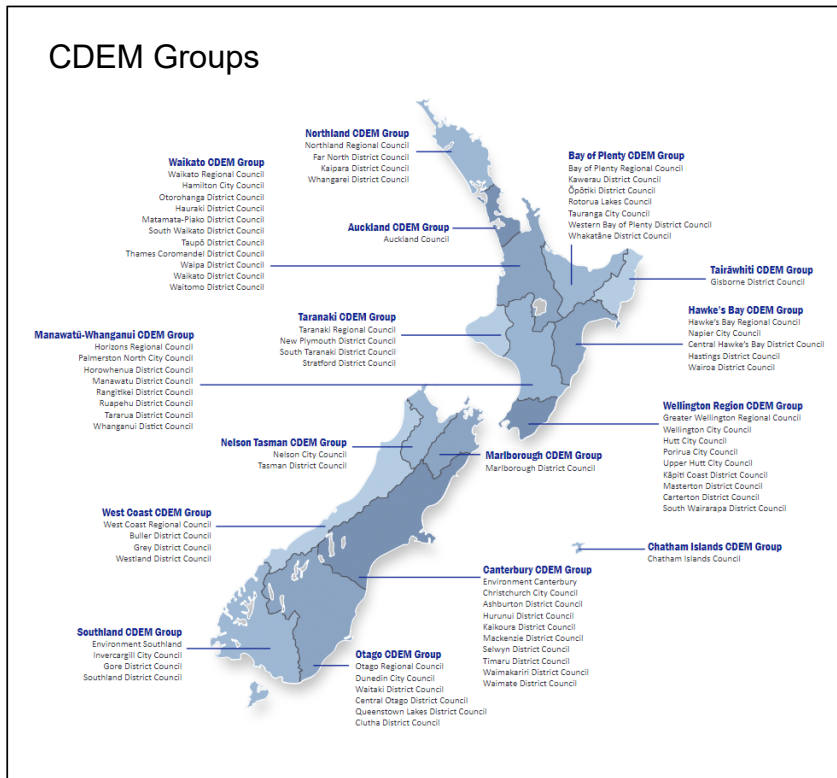 CDEM Groups
Northland CDEM Group
Northland Regional Council
Far North District Council
Kaipara District Council
Whangarei District Council
Waikato CDEM Group
Waikato Regional Council
Hamilton City Council
Otorohanga District Council
Hauraki District Council
Matamata-Piako District Council
South Waikato District Council
Taupō District Council
Thames Coromandel District Council
Waipa District Council
Waikato District Council
Waitomo District Council
Bay of Plenty CDEM Group
Bay of Plenty Regional Council
Kawerau District Council
Ōpōtiki District Council
Rotorua Lakes Council
Tauranga City Council
Western Bay of Plenty District Council
Whakatāne District Council
Auckland CDEM Group
Auckland Council
Tairāwhiti CDEM Group
Gisborne District Council
Taranaki CDEM Group
Taranaki Regional Council
New Plymouth District Council
South Taranaki District Council
Stratford District Council
Hawke's Bay CDEM Group
Hawke's Bay Regional Council
Napier City Council
Central Hawke's Bay District Council
Hastings District Council
Wairoa District Council
Manawatū-Whanganui CDEM Group
Horizons Regional Council
Palmerston North City Council
Horowhenua District Council
Manawatu District Council
Rangitikei District Council
Ruapehu District Council
Tararua District Council
Whanganui District Council
Wellington Region CDEM Group
Greater Wellington Regional Council
Wellington City Council
Hutt City Council
Porirua City Council
Upper Hutt City Council
Kāpiti Coast District Council
Masterton District Council
Carterton District Council
South Wairarapa District Council
Nelson Tasman CDEM Group
Nelson City Council
Tasman District Council
Marlborough CDEM Group
Marlborough District Council
West Coast CDEM Group
West Coast Regional Council
Buller District Council
Grey District Council
Westland District Council
Chatham Islands CDEM Group
Chatham Islands Council
Canterbury CDEM Group
Environment Canterbury
Christchurch City Council
Ashburton District Council
Hurunui District Council
Kaikoura District Council
Mackenzie District Council
Selwyn District Council
Timaru District Council
Waimakariri District Council
Waimate District Council
Southland CDEM Group
Environment Southland
Invercargill City Council
Gore District Council
Southland District Council
Otago CDEM Group
Otago Regional Council
Dunedin City Council
Waitaki District Council
Central Otago District Council
Queenstown Lakes District Council
Clutha District Council